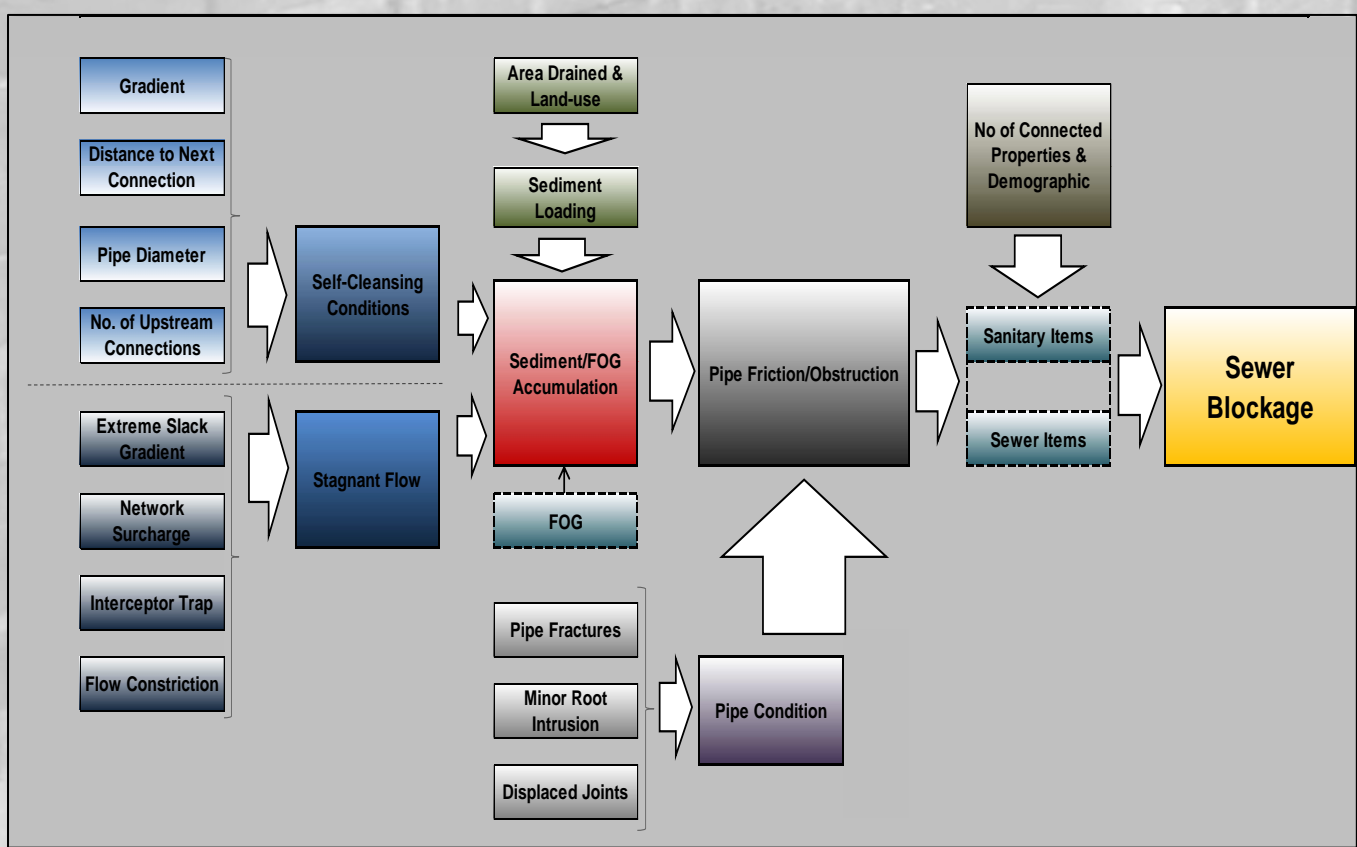 Gradient
Distance to Next
Connection
Pipe Diameter
No. of Upstream
Connections
Extreme Slack
Gradient
Network
Surcharge
Interceptor Trap
Flow Constriction
Self-Cleansing
Conditions
Stagnant Flow
Area Drained &
Land-use
Sediment
Loading
Sediment/FOG
Accumulation
FOG
Pipe Fractures
Minor Root
Intrusion
Displaced Joints
Pipe Friction/Obstruction
Pipe Condition
No of Connected
Properties &
Demographic
Sanitary Items
Sewer Items
Sewer
Blockage